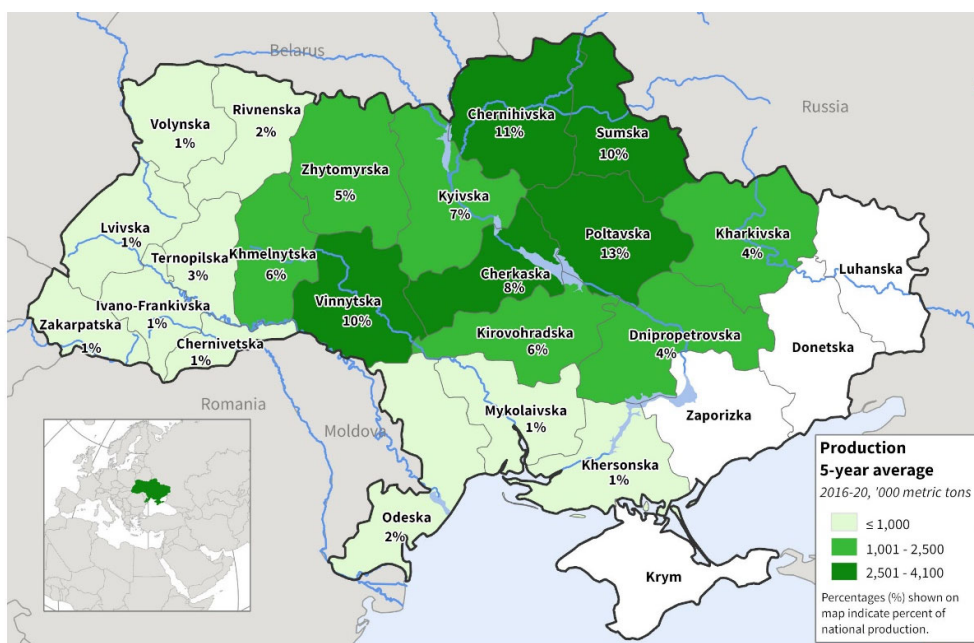 Belarus
Russia
Chernihivska
11%
Rivnenska
2%
Volynska
1%
Sumska
10%
Zhytomyrska
5%
Kyivska
7%
Lvivska
1%
Poltavska
13%
Kharkivska
4%
Ternopilska
3%
Khmelnytska
6%
Cherkaska
8%
Luhanska
Vinnytska
10%
Ivano-Frankivska
1%
Zakarpatska
1%
Chernivetska
1%
Kirovohradska
6%
Dnipropetrovska
4%
Donetska
Romania
Moldova
Mykolaivska
1%
Zaporizka
Khersonska
1%
Odeska
2%
Krym
Production
5-year average
2016-20, '000 metric tons
≤ 1,000
1,001 - 2,500
2,501 - 4,100
Percentages (%) shown on
map indicate percent of
national production.